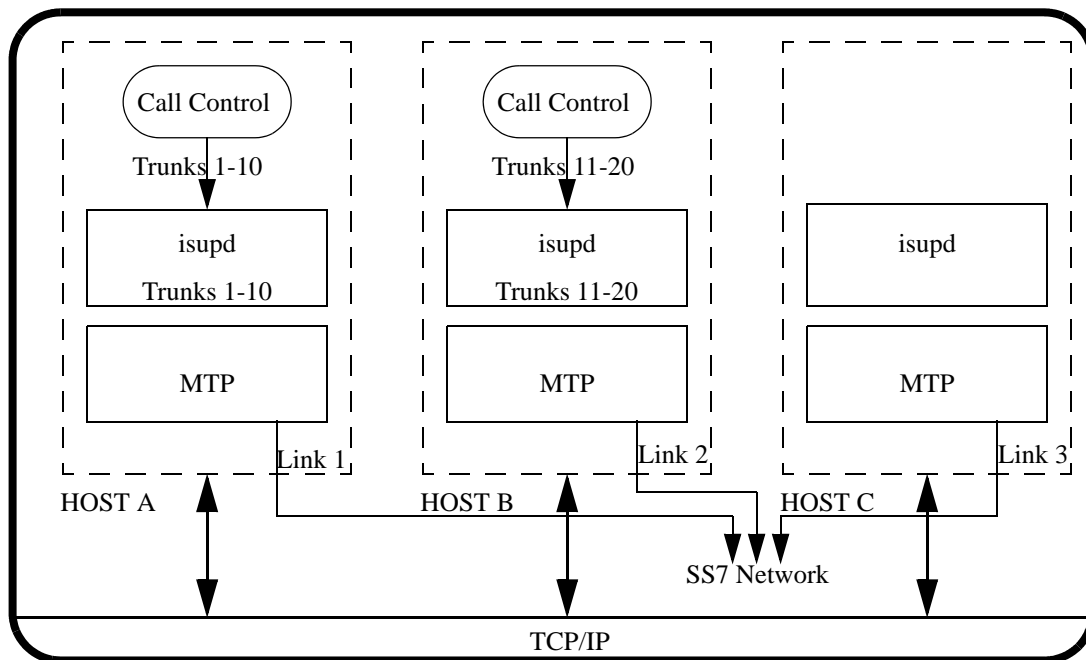 Call Control
Call Control
Trunks 1-10
Trunks 11-20
isupd
isupd
isupd
Trunks 1-10
Trunks 11-20
MTP
MTP
MTP
Link 1
Link 2
Link 3
HOST A
HOST B
HOST C
SS7 Network
TCP/IP